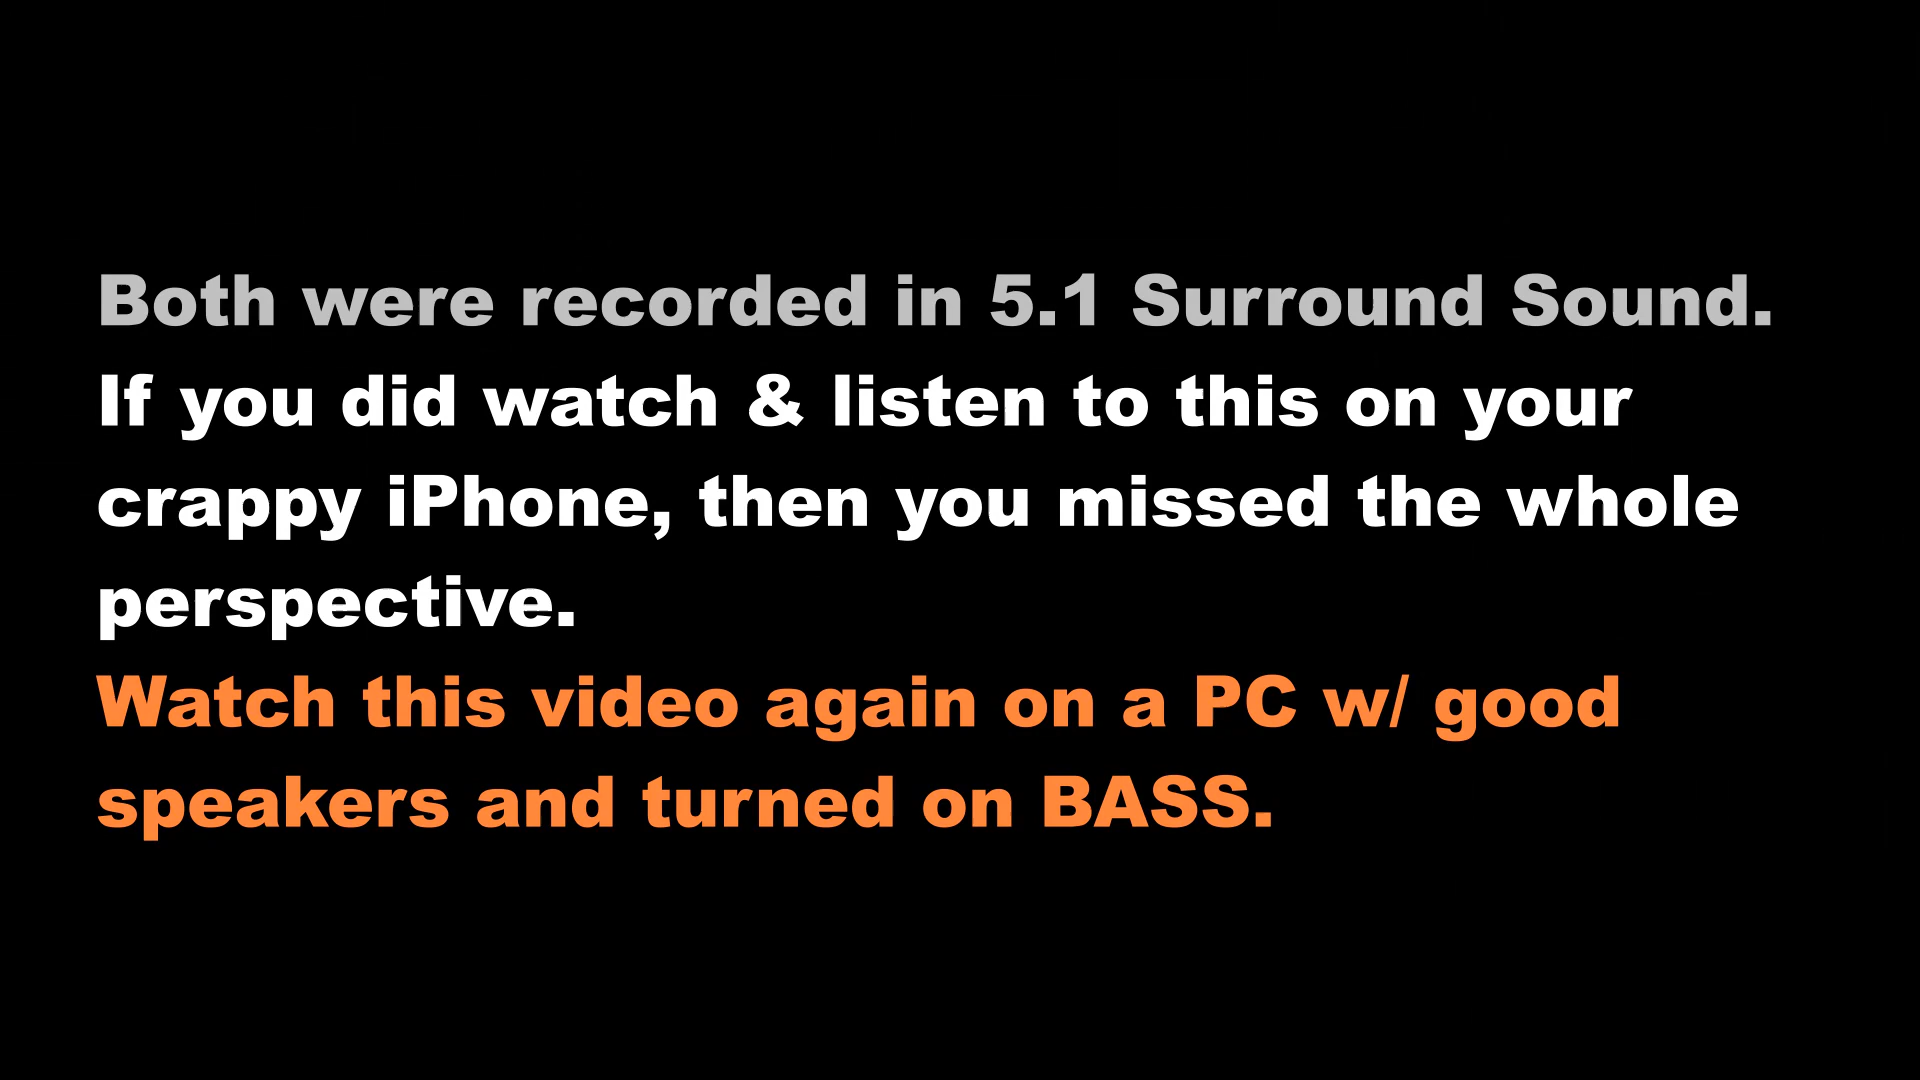 Both were recorded in 5.1 Surround Sound.
If you did watch & listen to this on your
crappy iPhone, then you missed the whole
perspective.
Watch this video again on a PC w/ good
speakers and turned on BASS.